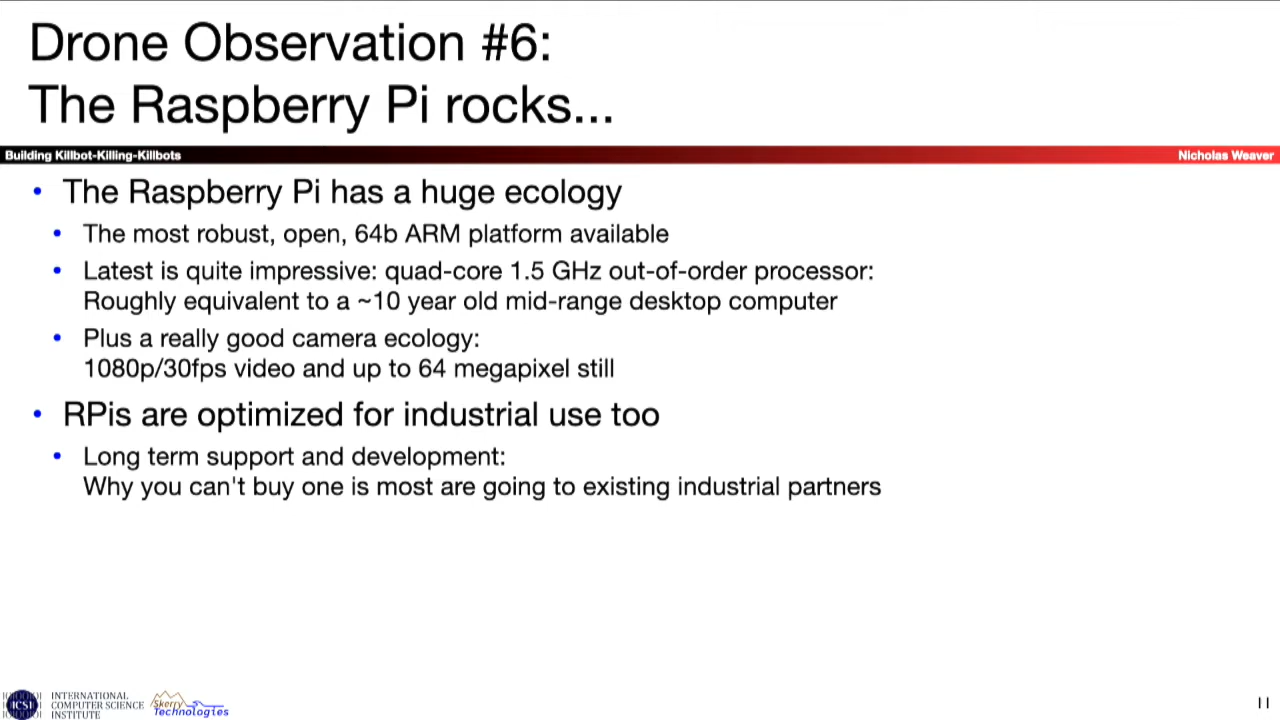 Drone Observation #6:
The Raspberry Pi rocks...
Building Killbot-Killing-Killbots
Nicholas Weaver
• The Raspberry Pi has a huge ecology
• The most robust, open, 64b ARM platform available
• Latest is quite impressive: quad-core 1.5 GHz out-of-order processor:
Roughly equivalent to a ~10 year old mid-range desktop computer
• Plus a really good camera ecology:
1080p/30fps video and up to 64 megapixel still
• RPis are optimized for industrial use too
• Long term support and development:
Why you can't buy one is most are going to existing industrial partners
ICSI
INTERNATIONAL
COMPUTER SCIENCE
INSTITUTE
Skerry
Technologies
11